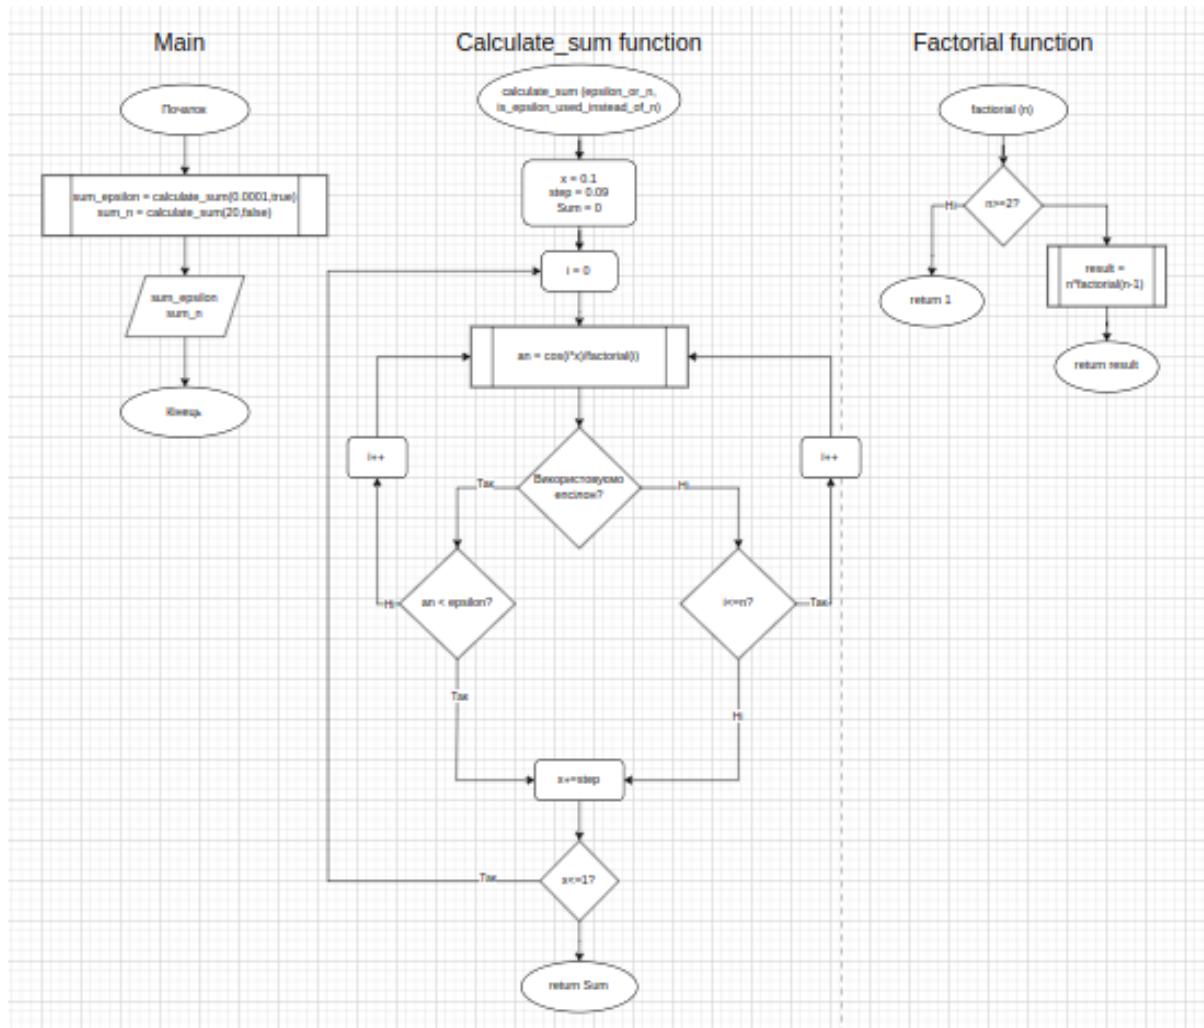 Main
Початок
sum_epsilon = calculate_sum(0.0001,true)
sum_n = calculate_sum(20,false)
sum_epsilon
sum_n
Кінець
Calculate_sum function
calculate_sum (epsilon_or_n,
is_epsilon_used_instead_of_n)
x = 0.1
step = 0.09
Sum = 0
i = 0
an = cos(i*x)/factorial(i)
i++
i++
Використовуємо
епсілон?
Так
Ні
an < epsilon?
Ні
i<=n?
Так
Так
Ні
x+=step
x<=1?
Так
return Sum
Factorial function
factiorial (n)
n>=2?
Ні
return 1
result =
n*factorial(n-1)
return result